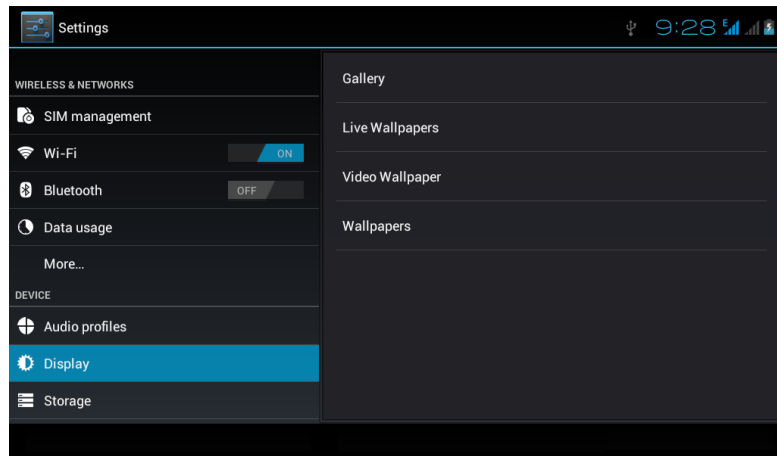 Settings
9:28 E
WIRELESS & NETWORKS
SIM management
Wi-Fi ON
Bluetooth OFF
Data usage
More...
DEVICE
Audio profiles
Display
Storage
Gallery
Live Wallpapers
Video Wallpaper
Wallpapers